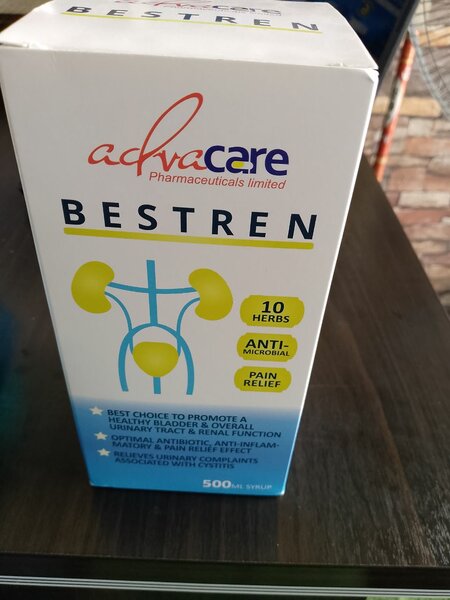 advacare
BESTREN
advacare
Pharmaceuticals limited
BESTREN
10
HERBS
ANTI-
MICROBIAL
PAIN
RELIEF
BEST CHOICE TO PROMOTE A
HEALTHY BLADDER & OVERALL
URINARY TRACT & RENAL FUNCTION
OPTIMAL ANTIBIOTIC, ANTI-INFLAM-
MATORY & PAIN RELIEF EFFECT
RELIEVES URINARY COMPLAINTS
ASSOCIATED WITH CYSTITIS
500ML SYRUP